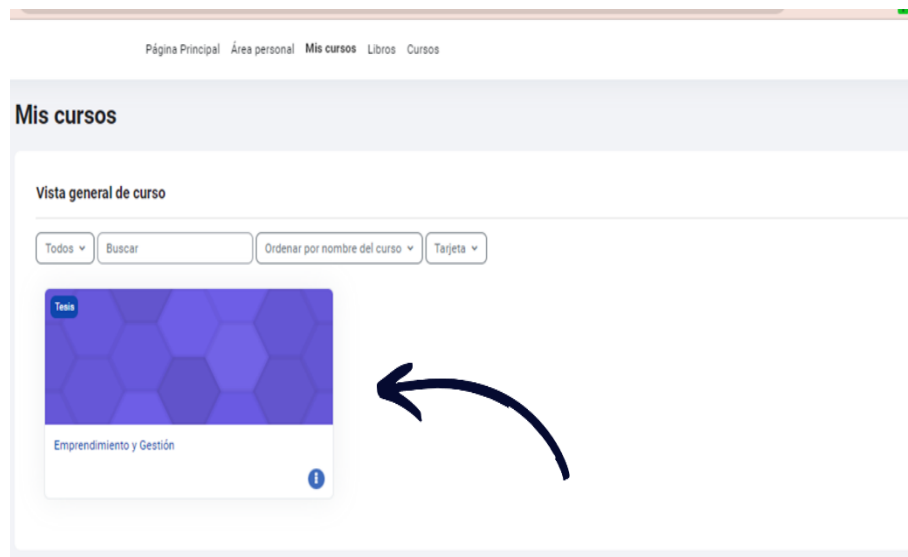 Página Principal Área personal Mis cursos Libros Cursos
Mis cursos
Vista general de curso
Todos Buscar Ordenar por nombre del curso Tarjeta
Tesis
Emprendimiento y Gestión
i